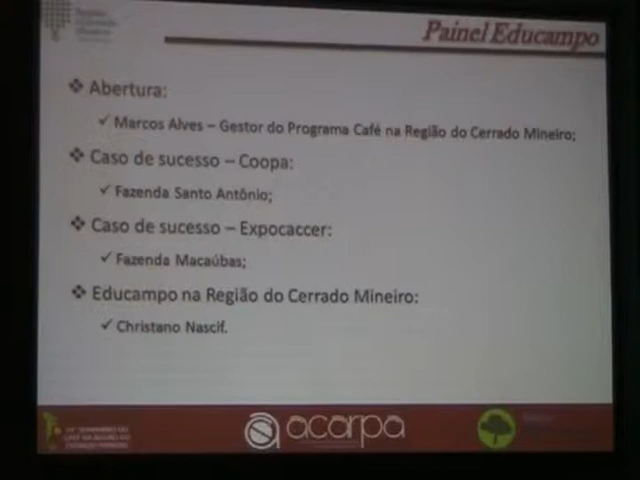 Painel Educampo
❖ Abertura:
✓ Marcos Alves – Gestor do Programa Café na Região do Cerrado Mineiro;
❖ Caso de sucesso – Coopa:
✓ Fazenda Santo Antônio;
❖ Caso de sucesso – Expocaccer:
✓ Fazenda Macaúbas;
❖ Educampo na Região do Cerrado Mineiro:
✓ Christano Nascif.
acarpa